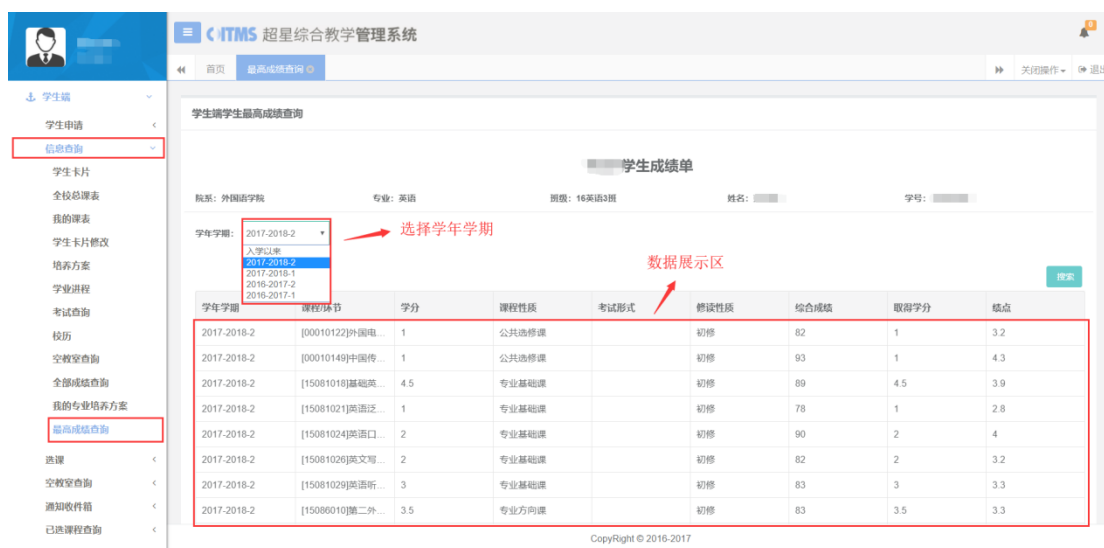 C-ITMS 超星综合教学管理系统
首页 最高成绩查询
关闭操作 退出
学生端
学生申请
信息查询
学生卡片
全校总课表
我的课表
学生卡片修改
培养方案
学业进程
考试查询
校历
空教室查询
全部成绩查询
我的专业培养方案
最高成绩查询
选课
空教室查询
通知收件箱
已选课程查询
学生端学生最高成绩查询
学生成绩单
院系: 外国语学院 专业: 英语 班级: 16英语3班 姓名: 学号:
学年学期: 2017-2018-2 选择学年学期
入学以来
2017-2018-2
2017-2018-1
2016-2017-2
2016-2017-1
数据展示区
搜索
学年学期 课程/环节 学分 课程性质 考试形式 修读性质 综合成绩 取得学分 绩点
2017-2018-2 [00010122]外国电... 1 公共选修课 初修 82 1 3.2
2017-2018-2 [00010149]中国传... 1 公共选修课 初修 93 1 4.3
2017-2018-2 [15081018]基础英... 4.5 专业基础课 初修 89 4.5 3.9
2017-2018-2 [15081021]英语泛... 1 专业基础课 初修 78 1 2.8
2017-2018-2 [15081024]英语口... 2 专业基础课 初修 90 2 4
2017-2018-2 [15081026]英文写... 2 专业基础课 初修 82 2 3.2
2017-2018-2 [15081029]英语听... 3 专业基础课 初修 83 3 3.3
2017-2018-2 [15086010]第二外... 3.5 专业方向课 初修 83 3.5 3.3
CopyRight © 2016-2017